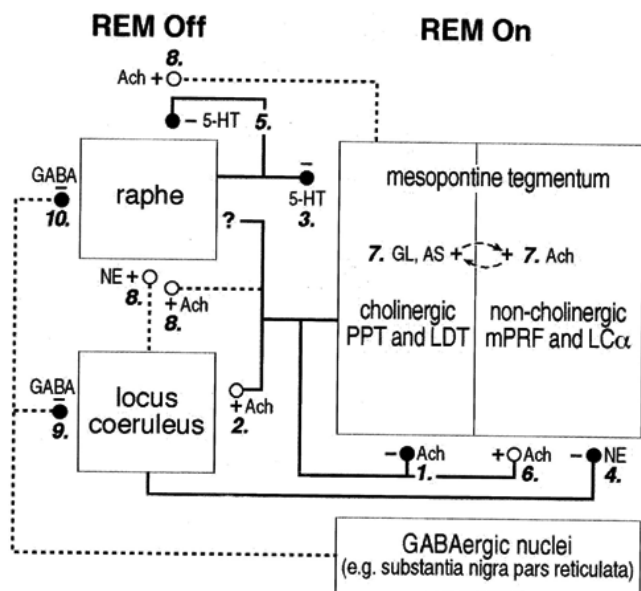 REM Off
REM On
8.
Ach +
− 5-HT 5.
GABA
−
10.
raphe
−
5-HT
3.
mesopontine tegmentum
?
7. GL, AS +
+ 7. Ach
NE +
8.
+ Ach
8.
cholinergic
PPT and LDT
non-cholinergic
mPRF and LCα
GABA
−
9.
locus
coeruleus
+ Ach
2.
− Ach
1.
+ Ach
6.
− NE
4.
GABAergic nuclei
(e.g. substantia nigra pars reticulata)